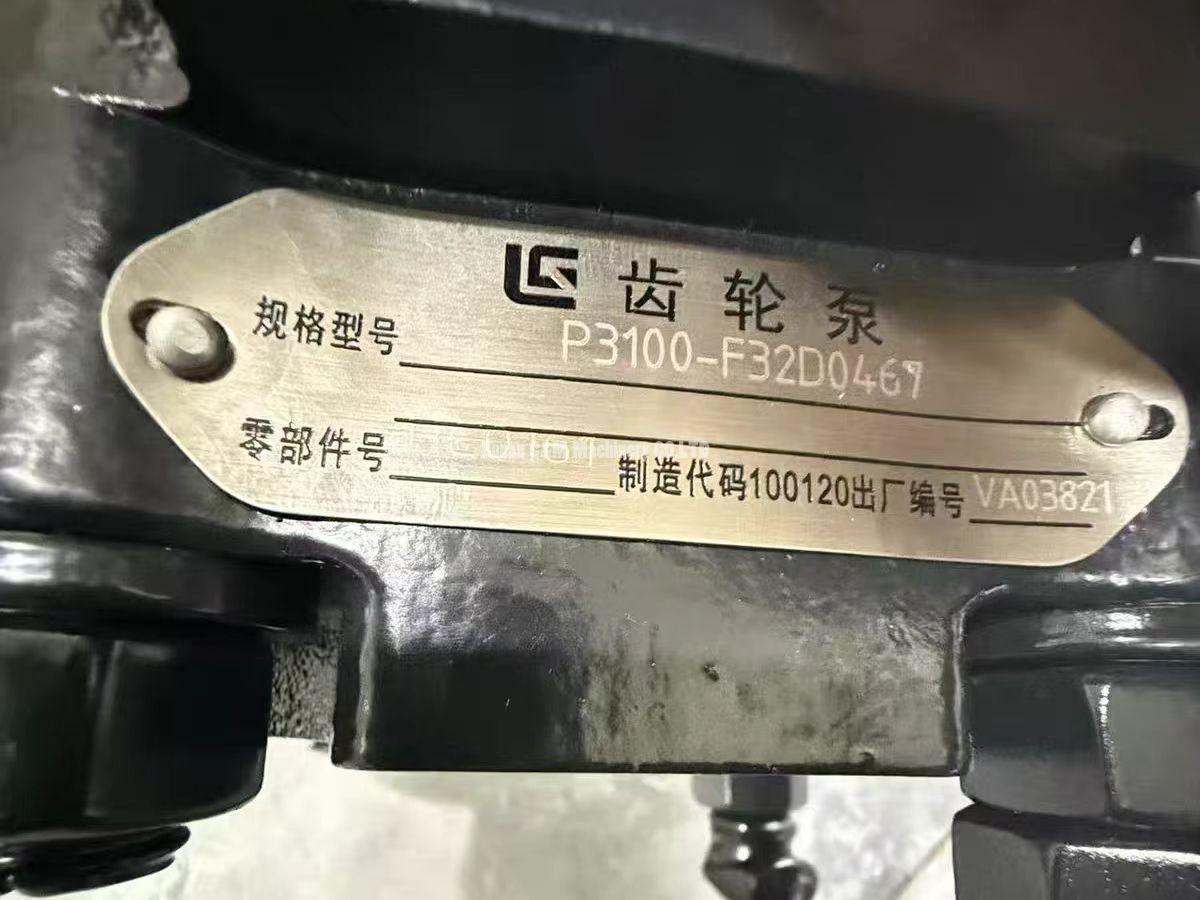 LG 齿轮泵
规格型号 P3100-F32D0467
零部件号 制造代码100120出厂编号 VA03821